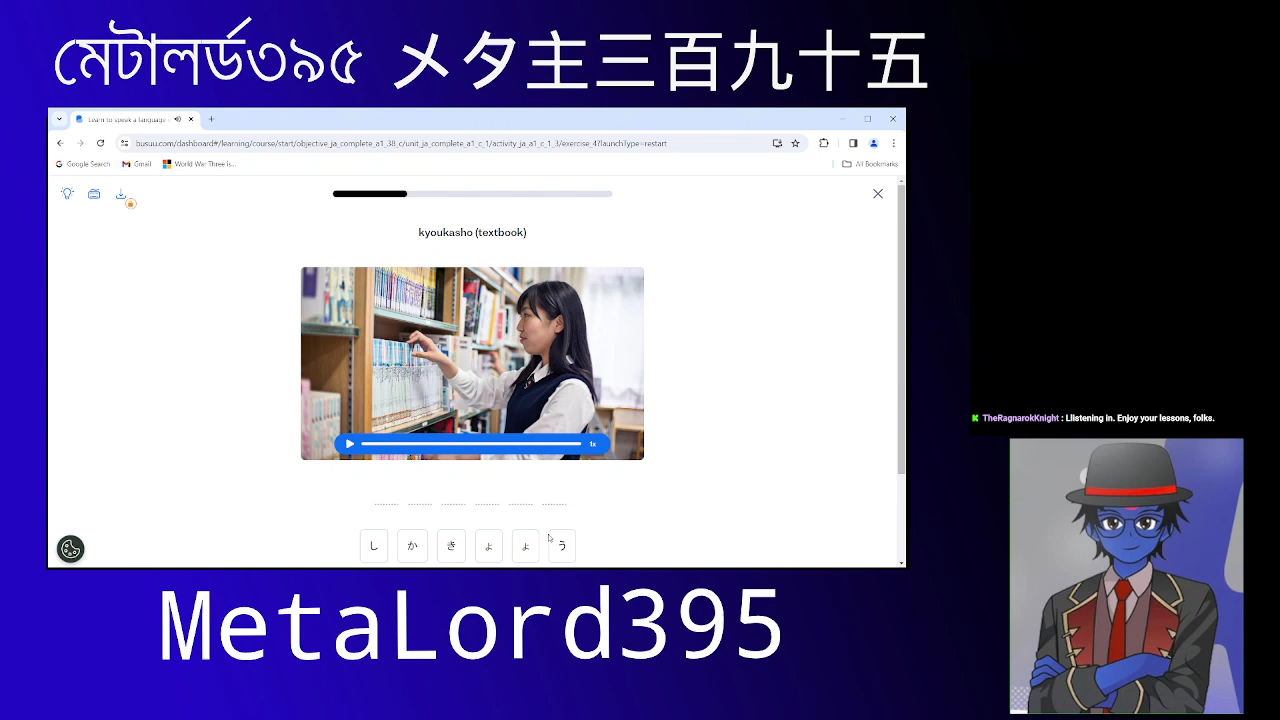 মেটালর্ড৩৯৫ メタ主三百九十五
Learn to speak a language
busuu.com/dashboard#/learning/course/start/objective_ja_complete_a1_38_c/unit_ja_complete_a1_c_1/activity_ja_a1_c_1_3/exercise_4?launchType=restart
Google Search Gmail World War Three is... All Bookmarks
kyoukasho (textbook)
1x
し か き ょ ょ う
TheRagnarokKnight : Llistening in. Enjoy your lessons, folks.
MetaLord395